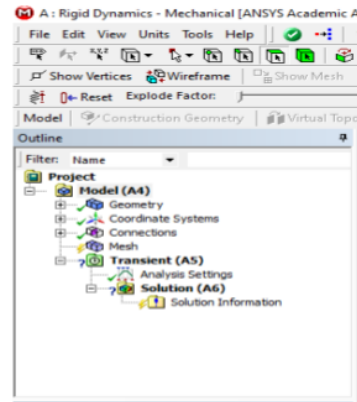 A : Rigid Dynamics - Mechanical [ANSYS Academic A
File Edit View Units Tools Help
Show Vertices Wireframe Show Mesh
Reset Explode Factor:
Model Construction Geometry Virtual Topo
Outline
Filter: Name
Project
Model (A4)
Geometry
Coordinate Systems
Connections
Mesh
Transient (A5)
Analysis Settings
Solution (A6)
Solution Information